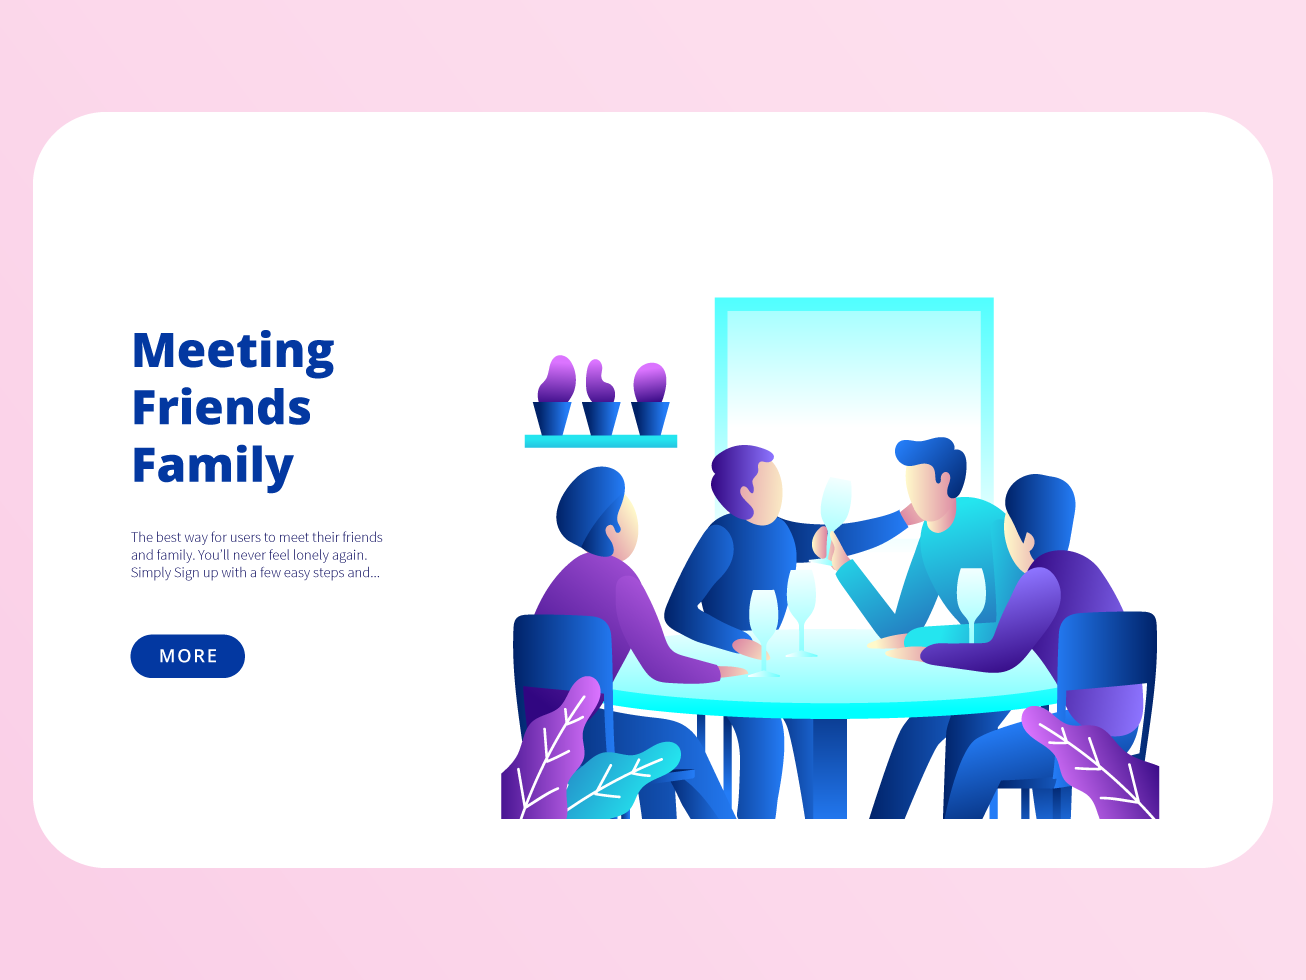 Meeting
Friends
Family
The best way for users to meet their friends
and family. You’ll never feel lonely again.
Simply Sign up with a few easy steps and...
MORE